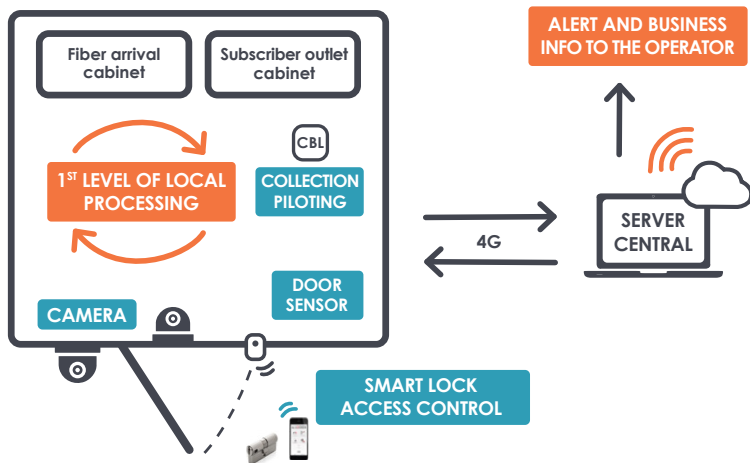 Fiber arrival
cabinet
Subscriber outlet
cabinet
CBL
1ST LEVEL OF LOCAL
PROCESSING
COLLECTION
PILOTING
DOOR
SENSOR
CAMERA
SMART LOCK
ACCESS CONTROL
4G
ALERT AND BUSINESS
INFO TO THE OPERATOR
SERVER
CENTRAL